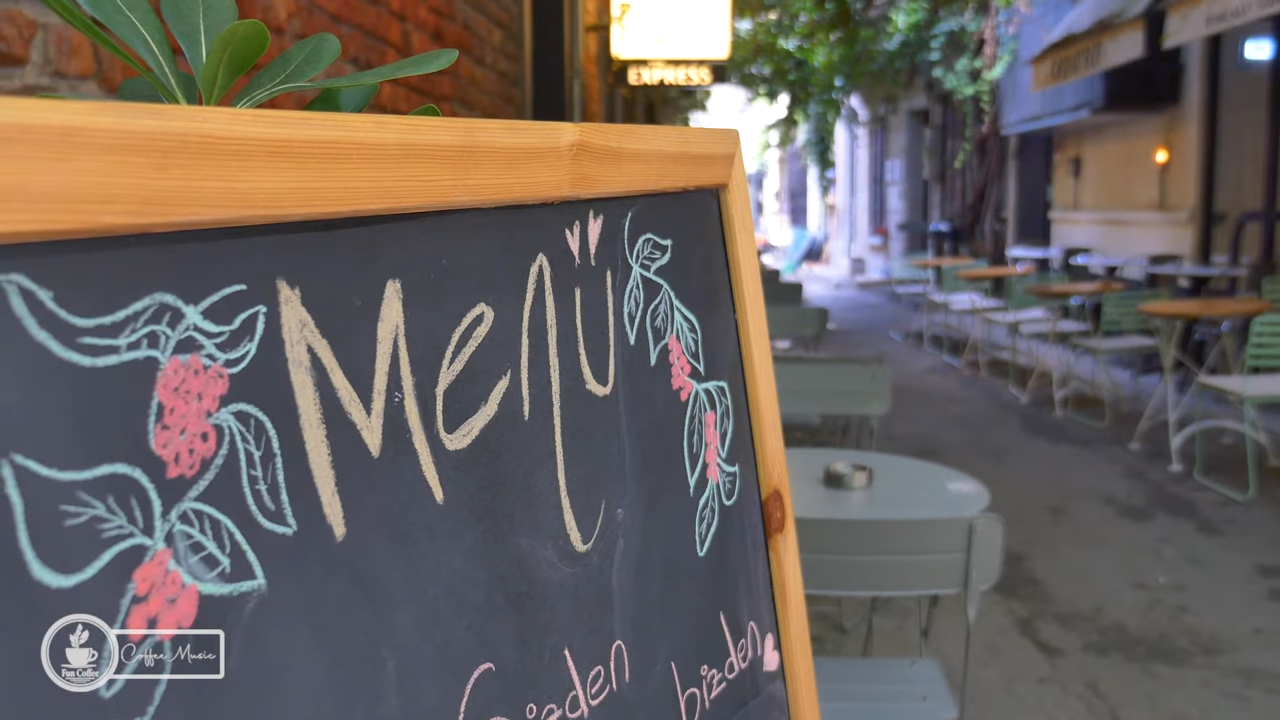 EXPRESS
Menü
bizden
Coffee Music
Fun Coffee